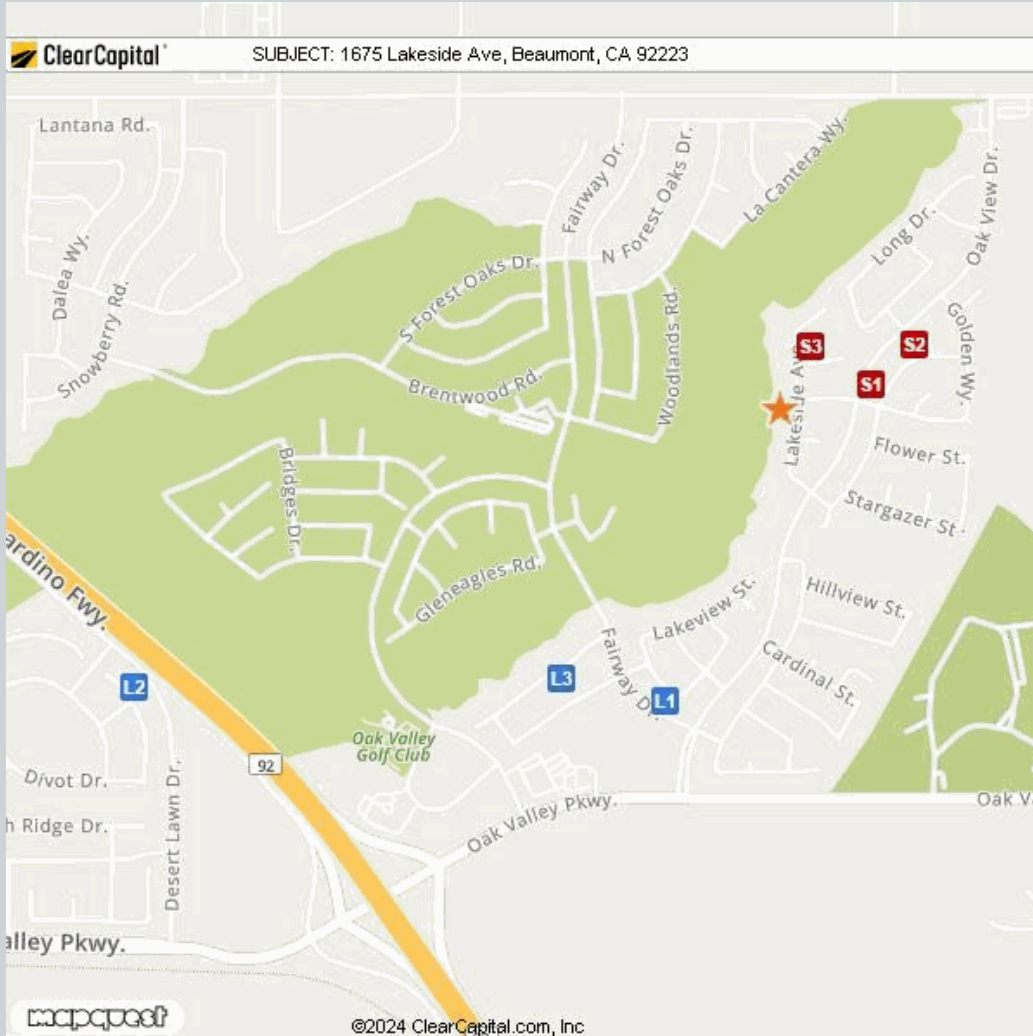 ClearCapital
SUBJECT: 1675 Lakeside Ave, Beaumont, CA 92223
Lantana Rd.
Fairway Dr.
N Forest Oaks Dr.
La Cantera Wy.
Oak View Dr.
Long Dr.
Dalea Wy.
Snowberry Rd.
S Forest Oaks Dr.
Woodlands Rd.
Golden Wy.
S3
S2
Lakeside Ave
S1
Brentwood Rd.
Flower St.
Bridges Dr.
Stargazer St.
ardino Fwy.
Gleneagles Rd.
Hillview St.
Lakeview St.
Cardinal St.
Fairway Dr.
L2
L3
L1
Oak Valley
Golf Club
92
Divot Dr.
Oak Valley Pkwy.
Oak Va
h Ridge Dr.
Desert Lawn Dr.
alley Pkwy.
mapquest
©2024 ClearCapital.com, Inc